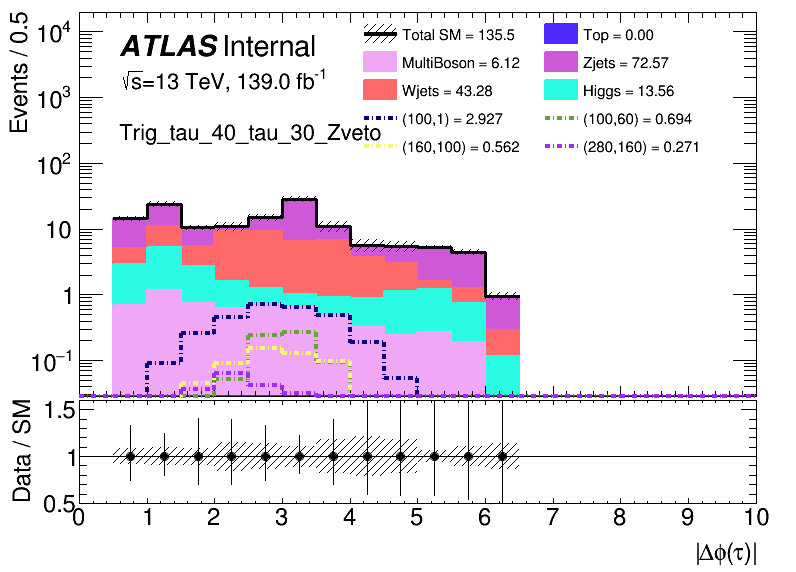 ATLAS Internal
√s=13 TeV, 139.0 fb⁻¹
Trig_tau_40_tau_30_Zveto
Total SM = 135.5
Top = 0.00
MultiBoson = 6.12
Zjets = 72.57
Wjets = 43.28
Higgs = 13.56
(100,1) = 2.927
(100,60) = 0.694
(160,100) = 0.562
(280,160) = 0.271
Events / 0.5
10⁴
10³
10²
10
1
10⁻¹
Data / SM
1.5
1
0.5
0 1 2 3 4 5 6 7 8 9 10
|Δϕ(τ)|